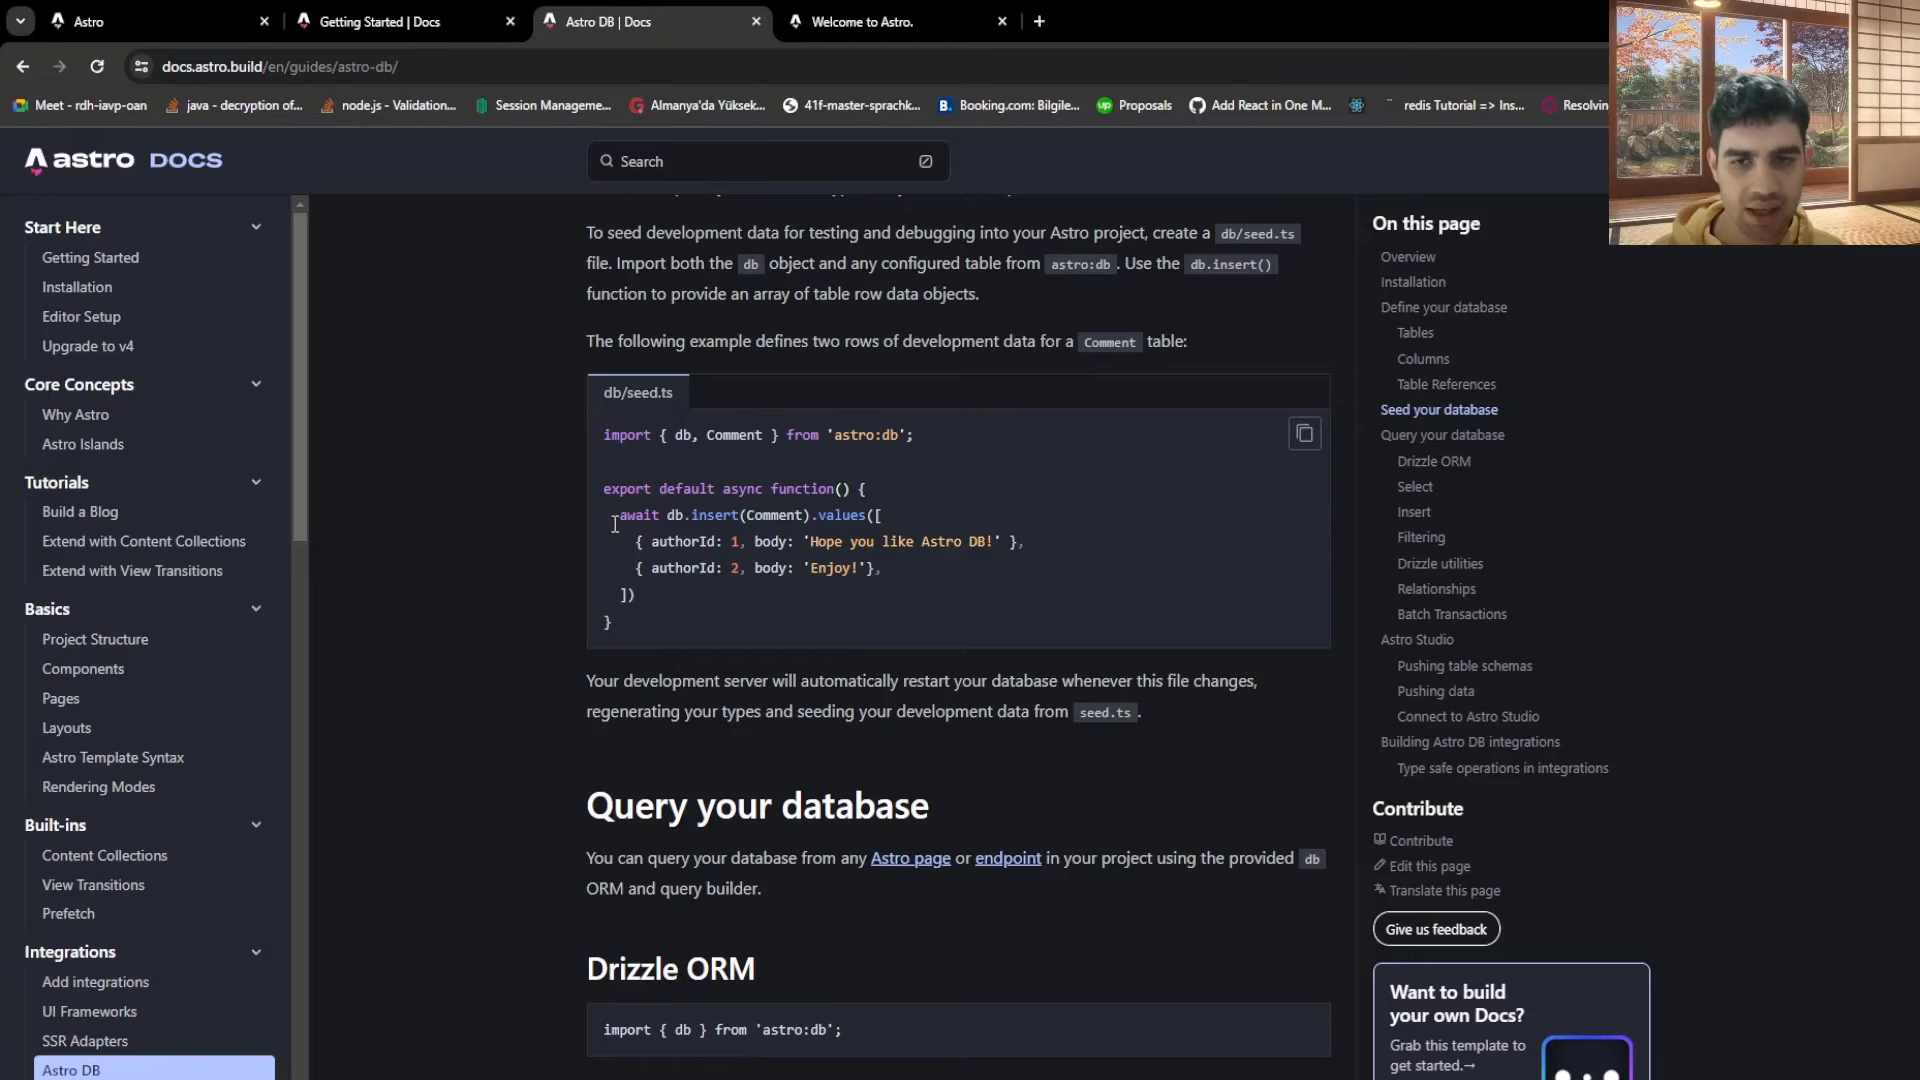 Astro
Getting Started | Docs
Astro DB | Docs
Welcome to Astro.
docs.astro.build/en/guides/astro-db/
Meet - rdh-iavp-oan
java - decryption of...
node.js - Validation...
Session Manageme...
Almanya'da Yüksek...
41f-master-sprachk...
Booking.com: Bilgile...
Proposals
Add React in One M...
redis Tutorial => Ins...
Resolving
astro DOCS
Search
Start Here
Getting Started
Installation
Editor Setup
Upgrade to v4
Core Concepts
Why Astro
Astro Islands
Tutorials
Build a Blog
Extend with Content Collections
Extend with View Transitions
Basics
Project Structure
Components
Pages
Layouts
Astro Template Syntax
Rendering Modes
Built-ins
Content Collections
View Transitions
Prefetch
Integrations
Add integrations
UI Frameworks
SSR Adapters
Astro DB
To seed development data for testing and debugging into your Astro project, create a db/seed.ts
file. Import both the db object and any configured table from astro:db. Use the db.insert()
function to provide an array of table row data objects.
The following example defines two rows of development data for a Comment table:
db/seed.ts
import { db, Comment } from 'astro:db';
export default async function() {
await db.insert(Comment).values([
{ authorId: 1, body: 'Hope you like Astro DB!' },
{ authorId: 2, body: 'Enjoy!'},
])
}
Your development server will automatically restart your database whenever this file changes,
regenerating your types and seeding your development data from seed.ts.
Query your database
You can query your database from any Astro page or endpoint in your project using the provided db
ORM and query builder.
Drizzle ORM
import { db } from 'astro:db';
On this page
Overview
Installation
Define your database
Tables
Columns
Table References
Seed your database
Query your database
Drizzle ORM
Select
Insert
Filtering
Drizzle utilities
Relationships
Batch Transactions
Astro Studio
Pushing table schemas
Pushing data
Connect to Astro Studio
Building Astro DB integrations
Type safe operations in integrations
Contribute
Contribute
Edit this page
Translate this page
Give us feedback
Want to build
your own Docs?
Grab this template to
get started.→